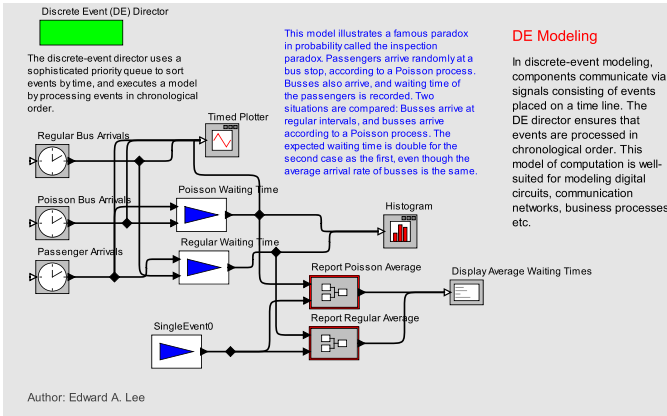 Discrete Event (DE) Director
The discrete-event director uses a
sophisticated priority queue to sort
events by time, and executes a model
by processing events in chronological
order.
This model illustrates a famous paradox
in probability called the inspection
paradox. Passengers arrive randomly at a
bus stop, according to a Poisson process.
Busses also arrive, and waiting time of
the passengers is recorded. Two
situations are compared: Busses arrive at
regular intervals, and busses arrive
according to a Poisson process. The
expected waiting time is double for the
second case as the first, even though the
average arrival rate of busses is the same.
DE Modeling
In discrete-event modeling,
components communicate via
signals consisting of events
placed on a time line. The
DE director ensures that
events are processed in
chronological order. This
model of computation is well-
suited for modeling digital
circuits, communication
networks, business processes
etc.
Timed Plotter
Regular Bus Arrivals
Poisson Waiting Time
Poisson Bus Arrivals
Histogram
Regular Waiting Time
Passenger Arrivals
Report Poisson Average
Display Average Waiting Times
Report Regular Average
SingleEvent0
Author: Edward A. Lee